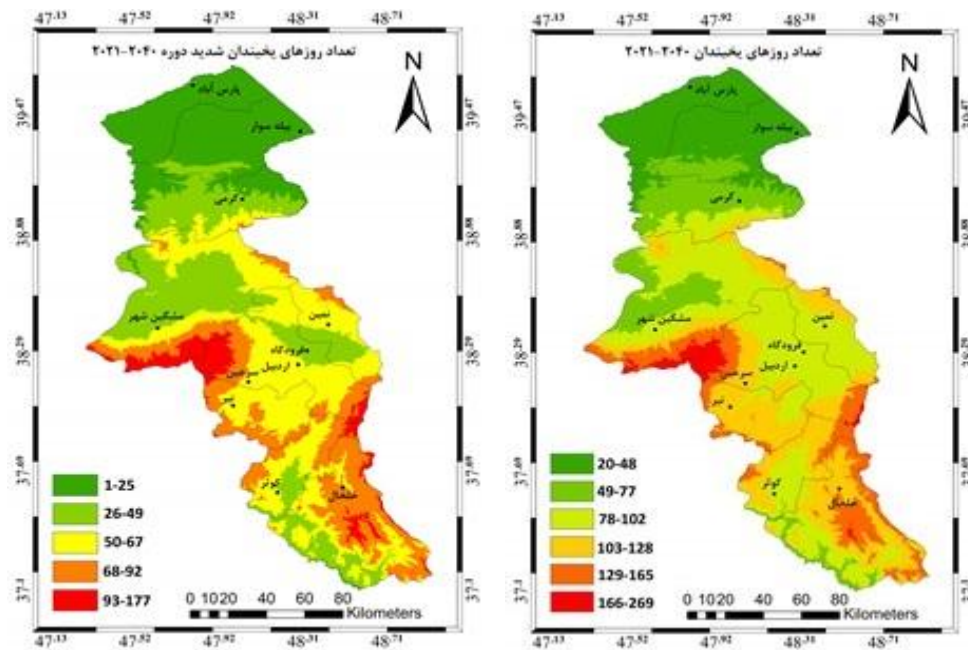 47.13 47.52 47.92 48.31 48.71
تعداد روزهای یخبندان شدید دوره ۲۰۴۰-۲۰۲۱
N
39.47
38.88
38.29
37.69
37.1
پارس آباد
بیله سوار
گرمی
مشگین شهر
نمین
فرودگاه
اردبیل
سرعین
نیر
کوثر
خلخال
1-25
26-49
50-67
68-92
93-177
0 10 20 40 60 80
Kilometers
47.13 47.52 47.92 48.31 48.71
47.13 47.52 47.92 48.31 48.71
تعداد روزهای یخبندان ۲۰۴۰-۲۰۲۱
N
39.47
38.88
38.29
37.69
37.1
پارس آباد
بیله سوار
گرمی
مشگین شهر
نمین
فرودگاه
اردبیل
سرعین
نیر
کوثر
خلخال
20-48
49-77
78-102
103-128
129-165
166-269
0 10 20 40 60 80
Kilometers
47.13 47.52 47.92 48.31 48.71